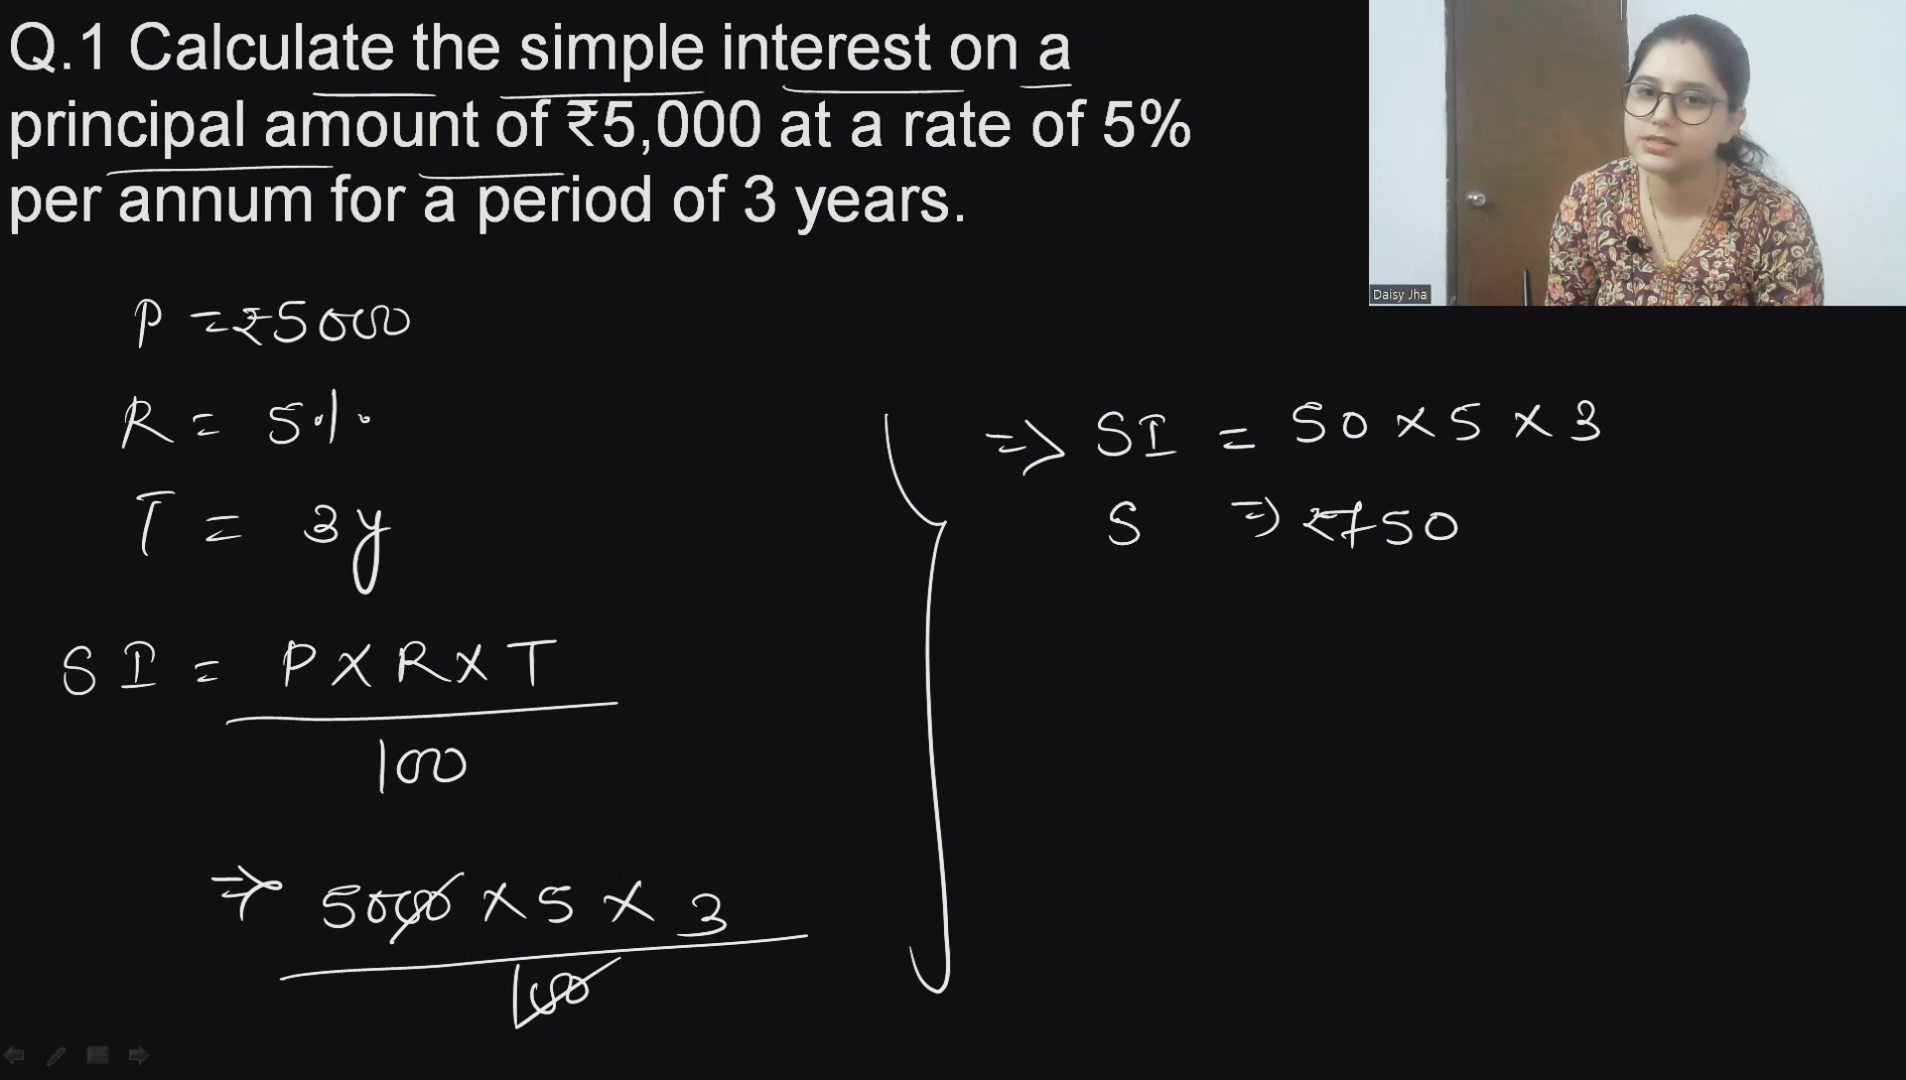 Q.1 Calculate the simple interest on a
principal amount of ₹5,000 at a rate of 5%
per annum for a period of 3 years.
Daisy Jha
P = ₹5000
R = 5%
T = 3y
SI = P X R X T
100
⇒ 5000 × 5 × 3
100
⇒ SI = 50 × 5 × 3
S ⇒ ₹750